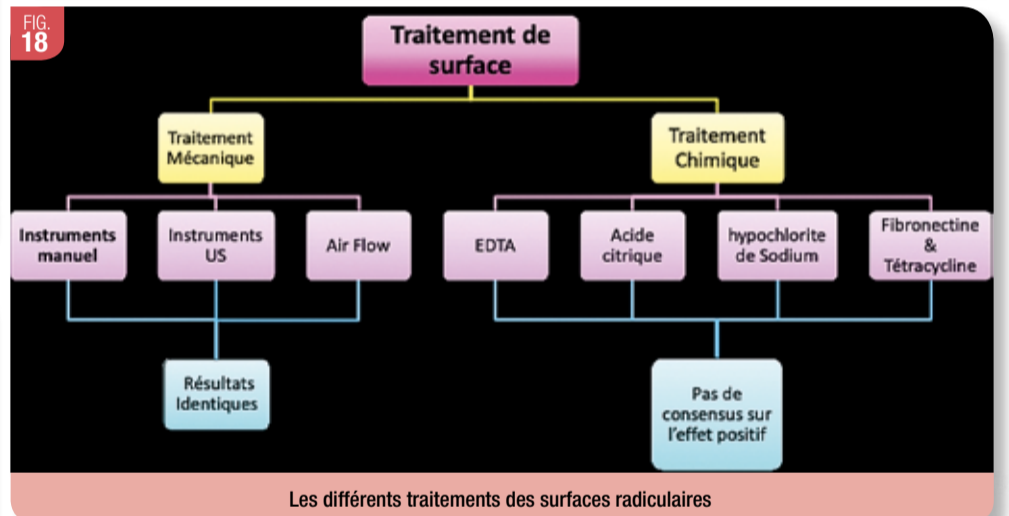 FIG.
18
Traitement de
surface
Traitement
Mécanique
Traitement
Chimique
Instruments
manuel
Instruments
US
Air Flow
EDTA
Acide
citrique
hypochlorite
de Sodium
Fibronectine
&
Tétracycline
Résultats
Identiques
Pas de
consensus sur
l'effet positif
Les différents traitements des surfaces radiculaires